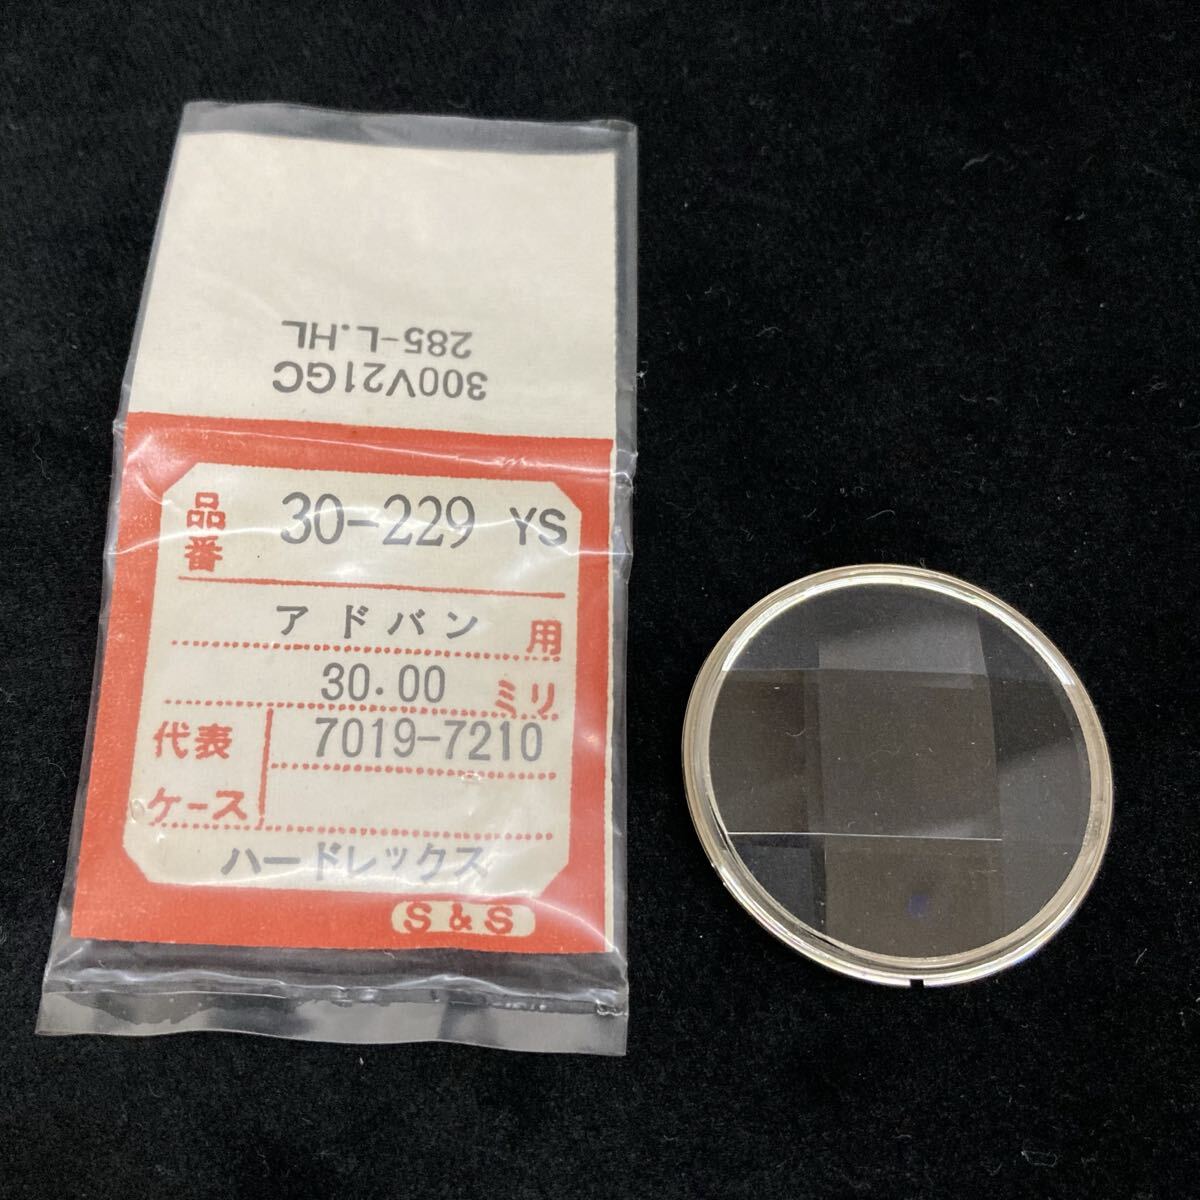 300V21GC
285-L.HL
品番 30-229 YS
アドバン用
30.00 ミリ
代表ケース 7019-7210
ハードレックス
S&S